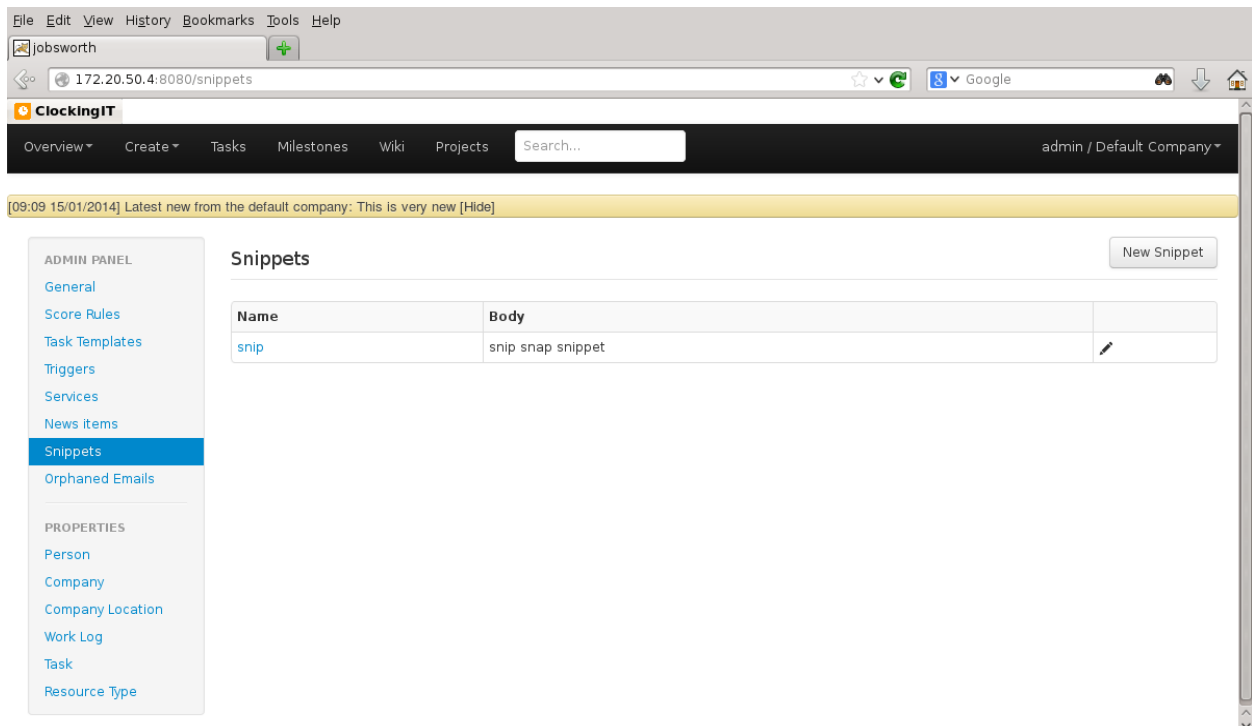 File Edit View History Bookmarks Tools Help
jobsworth
172.20.50.4:8080/snippets
Google
ClockingIT
Overview Create Tasks Milestones Wiki Projects Search... admin / Default Company
[09:09 15/01/2014] Latest new from the default company: This is very new [Hide]
ADMIN PANEL
General
Score Rules
Task Templates
Triggers
Services
News items
Snippets
Orphaned Emails
PROPERTIES
Person
Company
Company Location
Work Log
Task
Resource Type
Snippets
New Snippet
Name Body
snip snip snap snippet